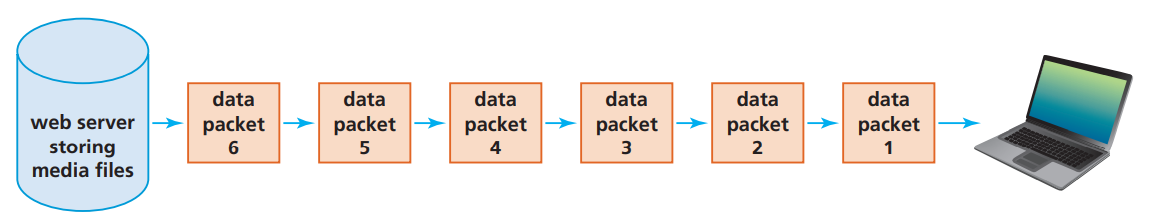 web server
storing
media files
data
packet
6
data
packet
5
data
packet
4
data
packet
3
data
packet
2
data
packet
1